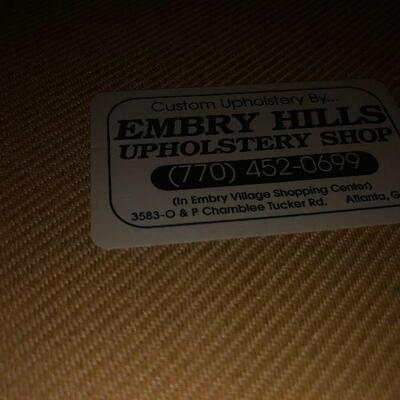 Custom Upholstery By...
EMBRY HILLS
UPHOLSTERY SHOP
(770) 452-0699
(In Embry Village Shopping Center)
3583-O & P Chamblee Tucker Rd. Atlanta, G